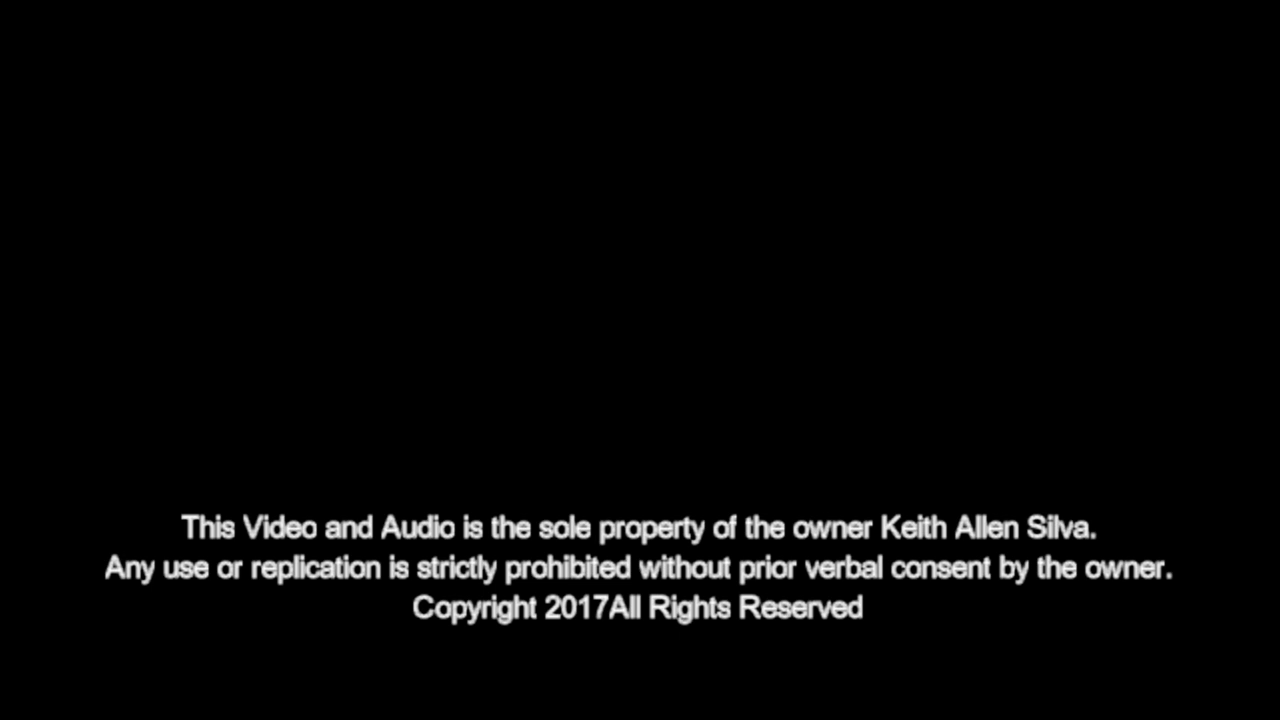 This Video and Audio is the sole property of the owner Keith Allen Silva.
Any use or replication is strictly prohibited without prior verbal consent by the owner.
Copyright 2017All Rights Reserved